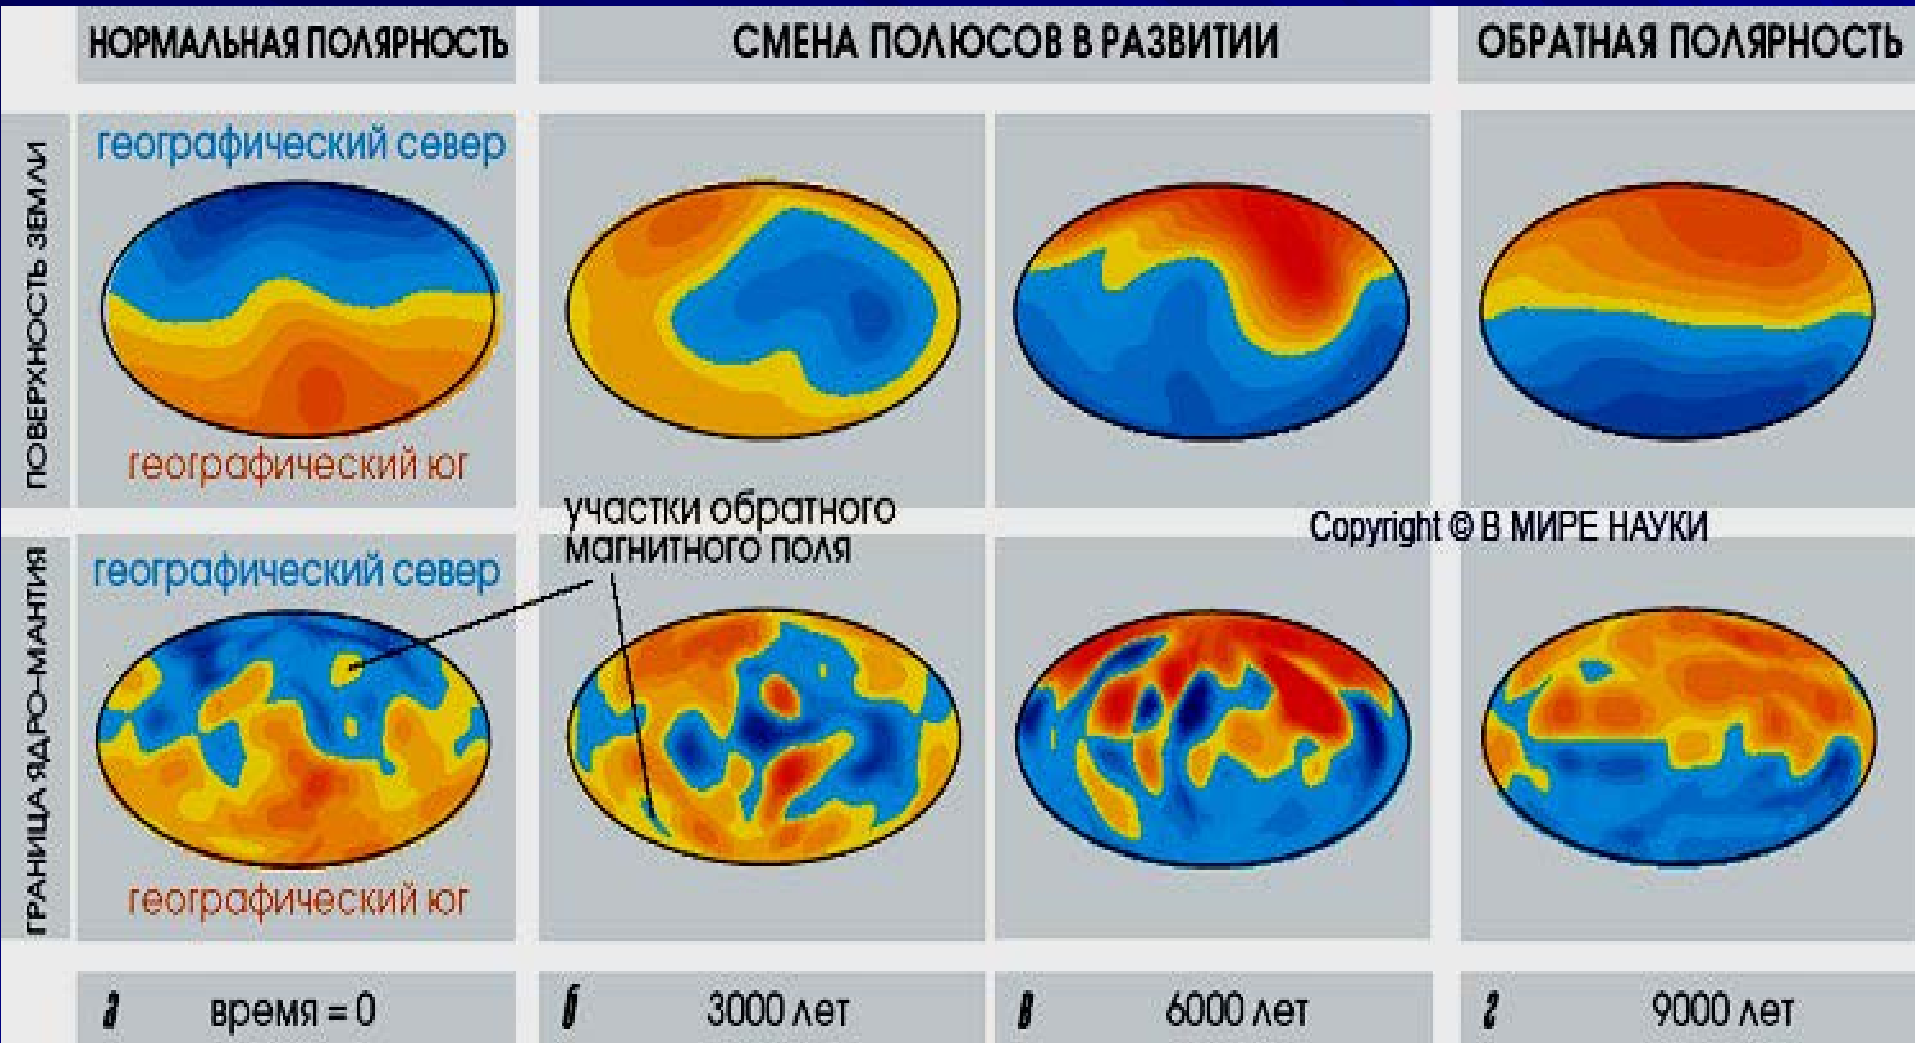 НОРМАЛЬНАЯ ПОЛЯРНОСТЬ
СМЕНА ПОЛЮСОВ В РАЗВИТИИ
ОБРАТНАЯ ПОЛЯРНОСТЬ
ПОВЕРХНОСТЬ ЗЕМЛИ
географический север
географический юг
участки обратного
магнитного поля
Copyright © В МИРЕ НАУКИ
ГРАНИЦА ЯДРО-МАНТИЯ
географический север
географический юг
а время = 0
б 3000 лет
в 6000 лет
г 9000 лет